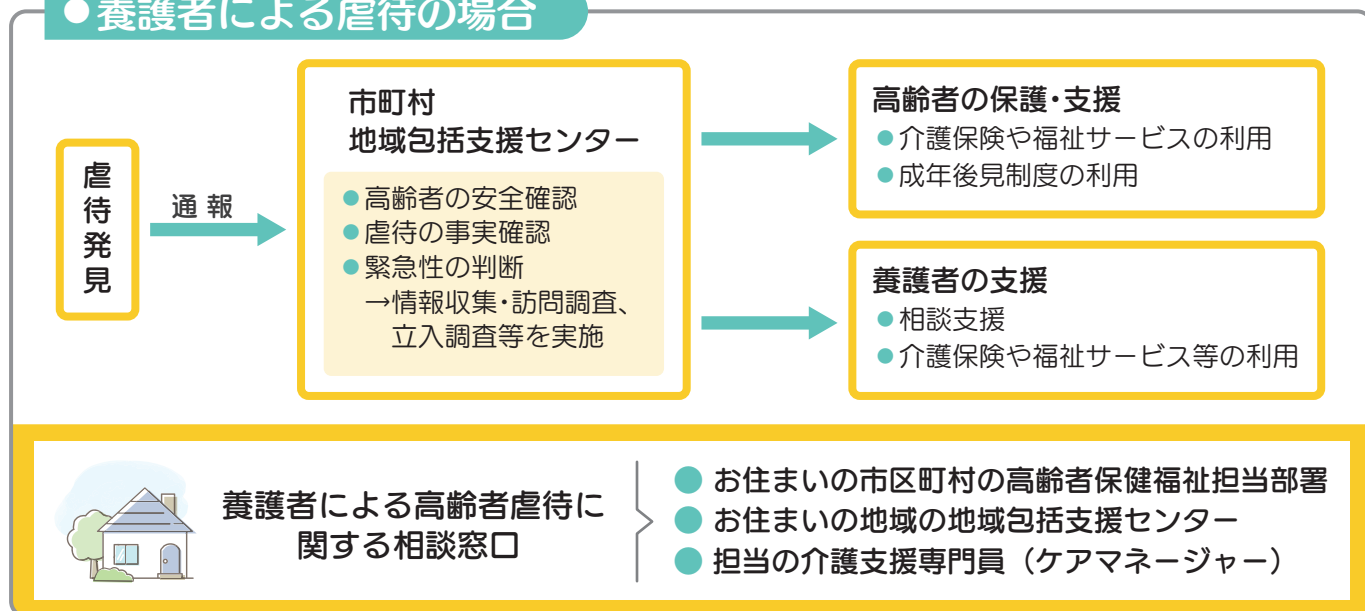 ●養護者による虐待の場合
虐待発見
通報
市町村
地域包括支援センター
●高齢者の安全確認
●虐待の事実確認
●緊急性の判断
→情報収集・訪問調査、
立入調査等を実施
高齢者の保護・支援
●介護保険や福祉サービスの利用
●成年後見制度の利用
養護者の支援
●相談支援
●介護保険や福祉サービス等の利用
養護者による高齢者虐待に
関する相談窓口
●お住まいの市区町村の高齢者保健福祉担当部署
●お住まいの地域の地域包括支援センター
●担当の介護支援専門員（ケアマネージャー）